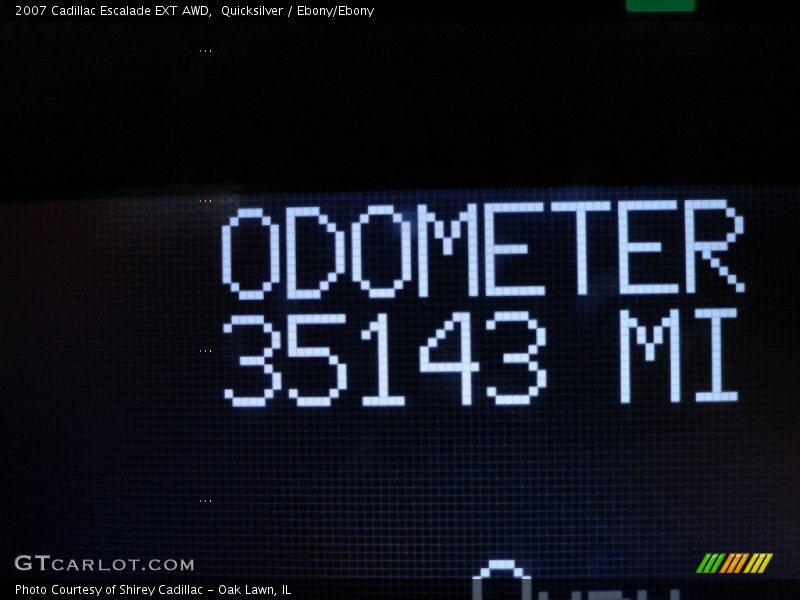 2007 Cadillac Escalade EXT AWD,  Quicksilver / Ebony/Ebony
ODOMETER
35143 MI
GTCARLOT.COM
Photo Courtesy of Shirey Cadillac - Oak Lawn, IL